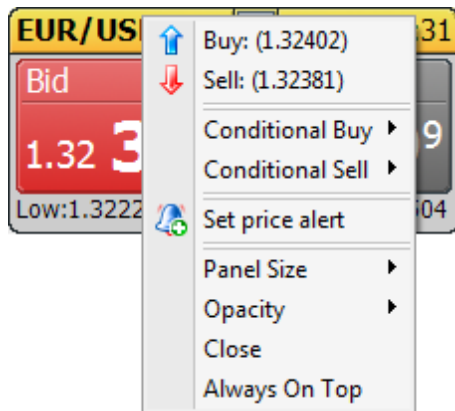 EUR/US
:31
Buy: (1.32402)
Bid
Sell: (1.32381)
1.32 3
9
Conditional Buy
Conditional Sell
Low:1.3222
504
Set price alert
Panel Size
Opacity
Close
Always On Top